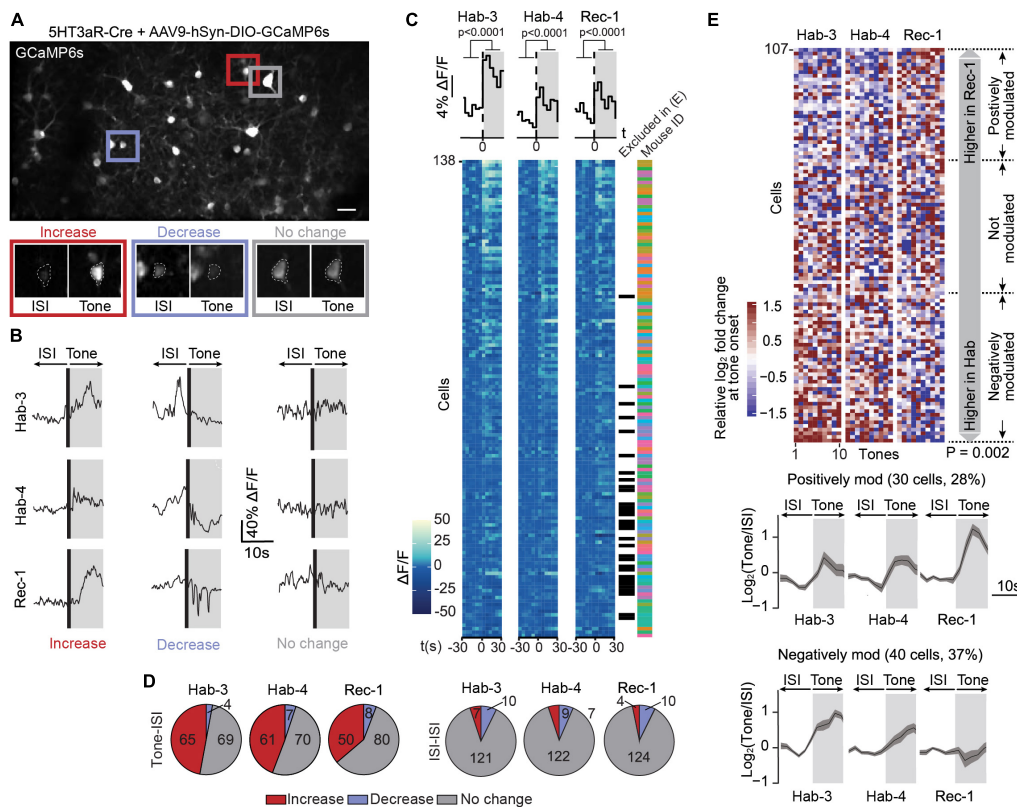 A
5HT3aR-Cre + AAV9-hSyn-DIO-GCaMP6s
GCaMP6s
Increase
Decrease
No change
ISI
Tone
ISI
Tone
ISI
Tone
B
ISI Tone
ISI Tone
ISI Tone
Hab-3
Hab-4
Rec-1
40% ΔF/F
10s
Increase
Decrease
No change
C
Hab-3
Hab-4
Rec-1
p<0.0001
p<0.0001
p<0.0001
4% ΔF/F
0
0
0
t
Excluded in (E)
Mouse ID
138
Cells
50
25
0
-25
-50
ΔF/F
t(s)
-30 0 30
-30 0 30
-30 0 30
D
Hab-3
Hab-4
Rec-1
Hab-3
Hab-4
Rec-1
Tone-ISI
65
4
69
61
7
70
50
8
80
ISI-ISI
7
10
121
9
7
122
4
10
124
Increase
Decrease
No change
E
Hab-3
Hab-4
Rec-1
107
Cells
1.5
1.0
0.5
0
−0.5
−1.0
−1.5
Relative log2 fold change
at tone onset
Higher in Rec-1
Higher in Hab
Postively
modulated
Not
modulated
Negatively
modulated
1
10
Tones
P = 0.002
Positively mod (30 cells, 28%)
ISI Tone
ISI Tone
ISI Tone
Log2(Tone/ISI)
1
0
−1
10s
Hab-3
Hab-4
Rec-1
Negatively mod (40 cells, 37%)
ISI Tone
ISI Tone
ISI Tone
Log2(Tone/ISI)
1
0
−1
Hab-3
Hab-4
Rec-1